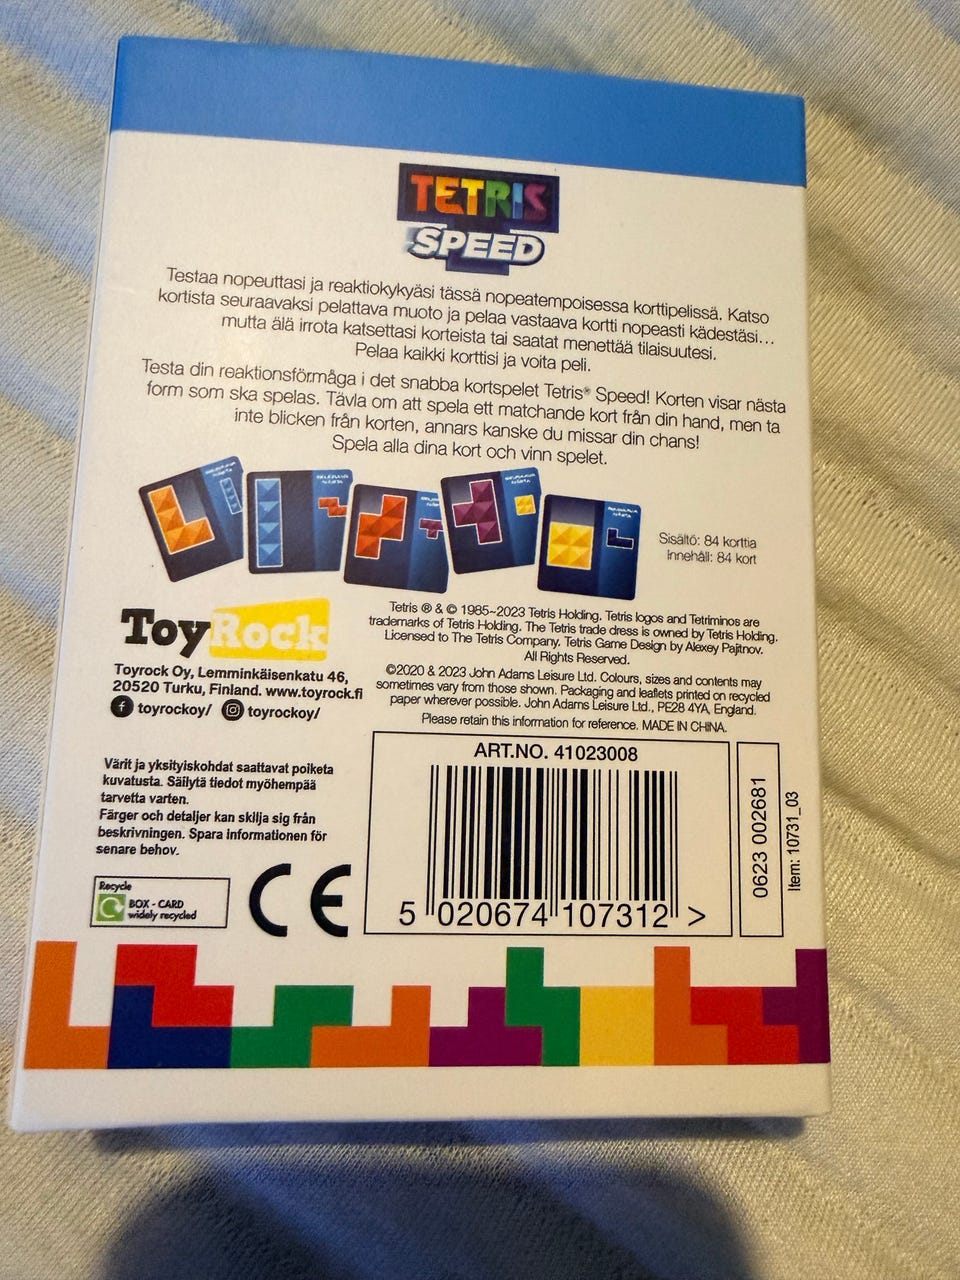 TETRIS
SPEED
Testaa nopeuttasi ja reaktiokykyäsi tässä nopeatempoisessa korttipelissä. Katso
kortista seuraavaksi pelattava muoto ja pelaa vastaava kortti nopeasti kädestäsi...
mutta älä irrota katsettasi korteista tai saatat menettää tilaisuutesi.
Pelaa kaikki korttisi ja voita peli.
Testa din reaktionsförmåga i det snabba kortspelet Tetris® Speed! Korten visar nästa
form som ska spelas. Tävla om att spela ett matchande kort från din hand, men ta
inte blicken från korten, annars kanske du missar din chans!
Spela alla dina kort och vinn spelet.
Sisältö: 84 korttia
Innehåll: 84 kort
ToyRock
Toyrock Oy, Lemminkäisenkatu 46,
20520 Turku, Finland. www.toyrock.fi
toyrockoy/ toyrockoy/
Tetris ® & © 1985~2023 Tetris Holding. Tetris logos and Tetriminos are
trademarks of Tetris Holding. The Tetris trade dress is owned by Tetris Holding.
Licensed to The Tetris Company. Tetris Game Design by Alexey Pajitnov.
All Rights Reserved.
©2020 & 2023 John Adams Leisure Ltd. Colours, sizes and contents may
sometimes vary from those shown. Packaging and leaflets printed on recycled
paper wherever possible. John Adams Leisure Ltd., PE28 4YA, England.
Please retain this information for reference. MADE IN CHINA.
Värit ja yksityiskohdat saattavat poiketa
kuvatusta. Säilytä tiedot myöhempää
tarvetta varten.
Färger och detaljer kan skilja sig från
beskrivningen. Spara informationen för
senare behov.
Recycle
BOX - CARD
widely recycled
CE
ART.NO. 41023008
5 020674 107312 >
0623 002681
Item: 10731_03